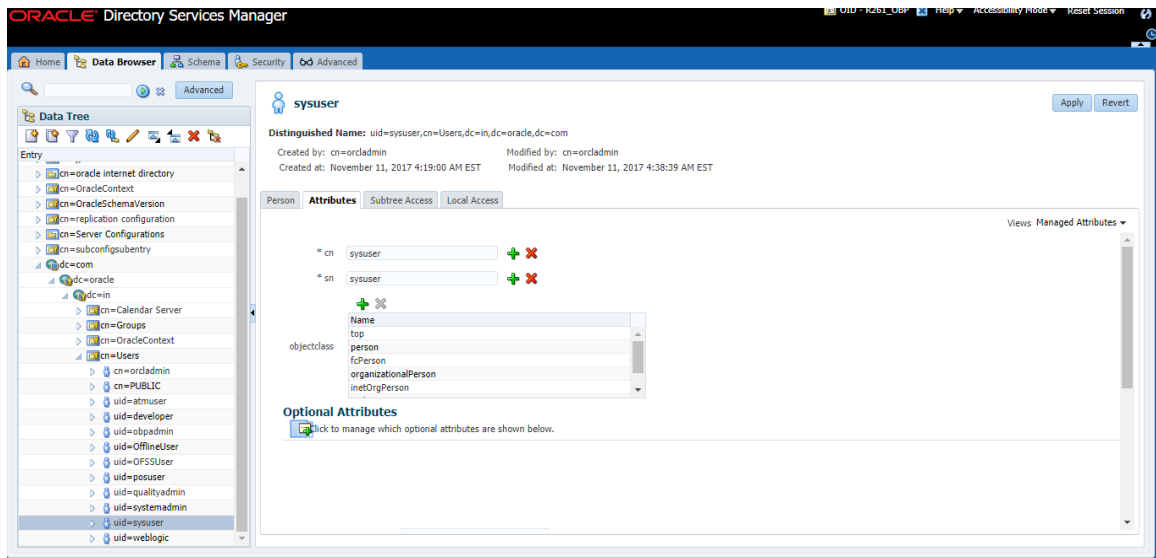 ORACLE Directory Services Manager
OID - R261_OBP Help Accessibility Mode Reset Session
Home Data Browser Schema Security Advanced
Advanced
Data Tree
Entry
cn=oracle internet directory
cn=OracleContext
cn=OracleSchemaVersion
cn=replication configuration
cn=Server Configurations
cn=subconfigsubentry
dc=com
dc=oracle
dc=in
cn=Calendar Server
cn=Groups
cn=OracleContext
cn=Users
cn=orcladmin
cn=PUBLIC
uid=atmuser
uid=developer
uid=obpadmin
uid=OfflineUser
uid=OFSSUser
uid=posuser
uid=qualityadmin
uid=systemadmin
uid=sysuser
uid=weblogic
sysuser
Apply Revert
Distinguished Name: uid=sysuser,cn=Users,dc=in,dc=oracle,dc=com
Created by: cn=orcladmin Modified by: cn=orcladmin
Created at: November 11, 2017 4:19:00 AM EST Modified at: November 11, 2017 4:38:39 AM EST
Person Attributes Subtree Access Local Access
Views Managed Attributes
* cn sysuser
* sn sysuser
Name
top
objectclass person
fcPerson
organizationalPerson
inetOrgPerson
Optional Attributes
Click to manage which optional attributes are shown below.